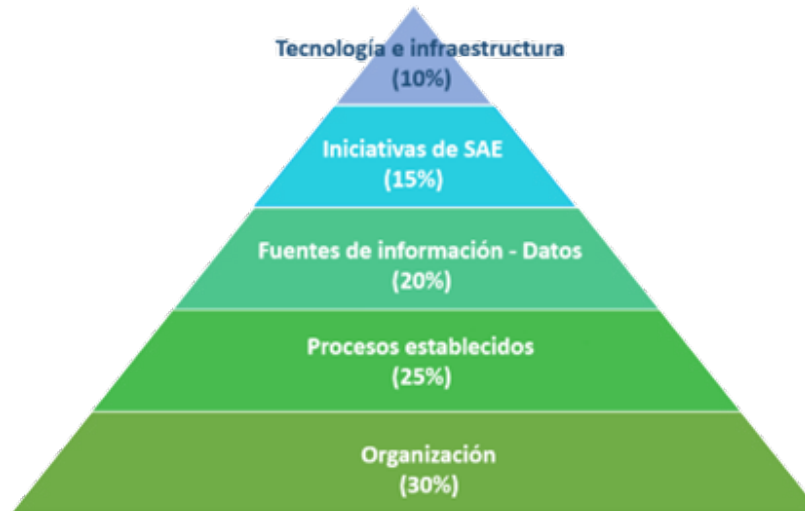 Tecnología e infraestructura
(10%)
Iniciativas de SAE
(15%)
Fuentes de información - Datos
(20%)
Procesos establecidos
(25%)
Organización
(30%)